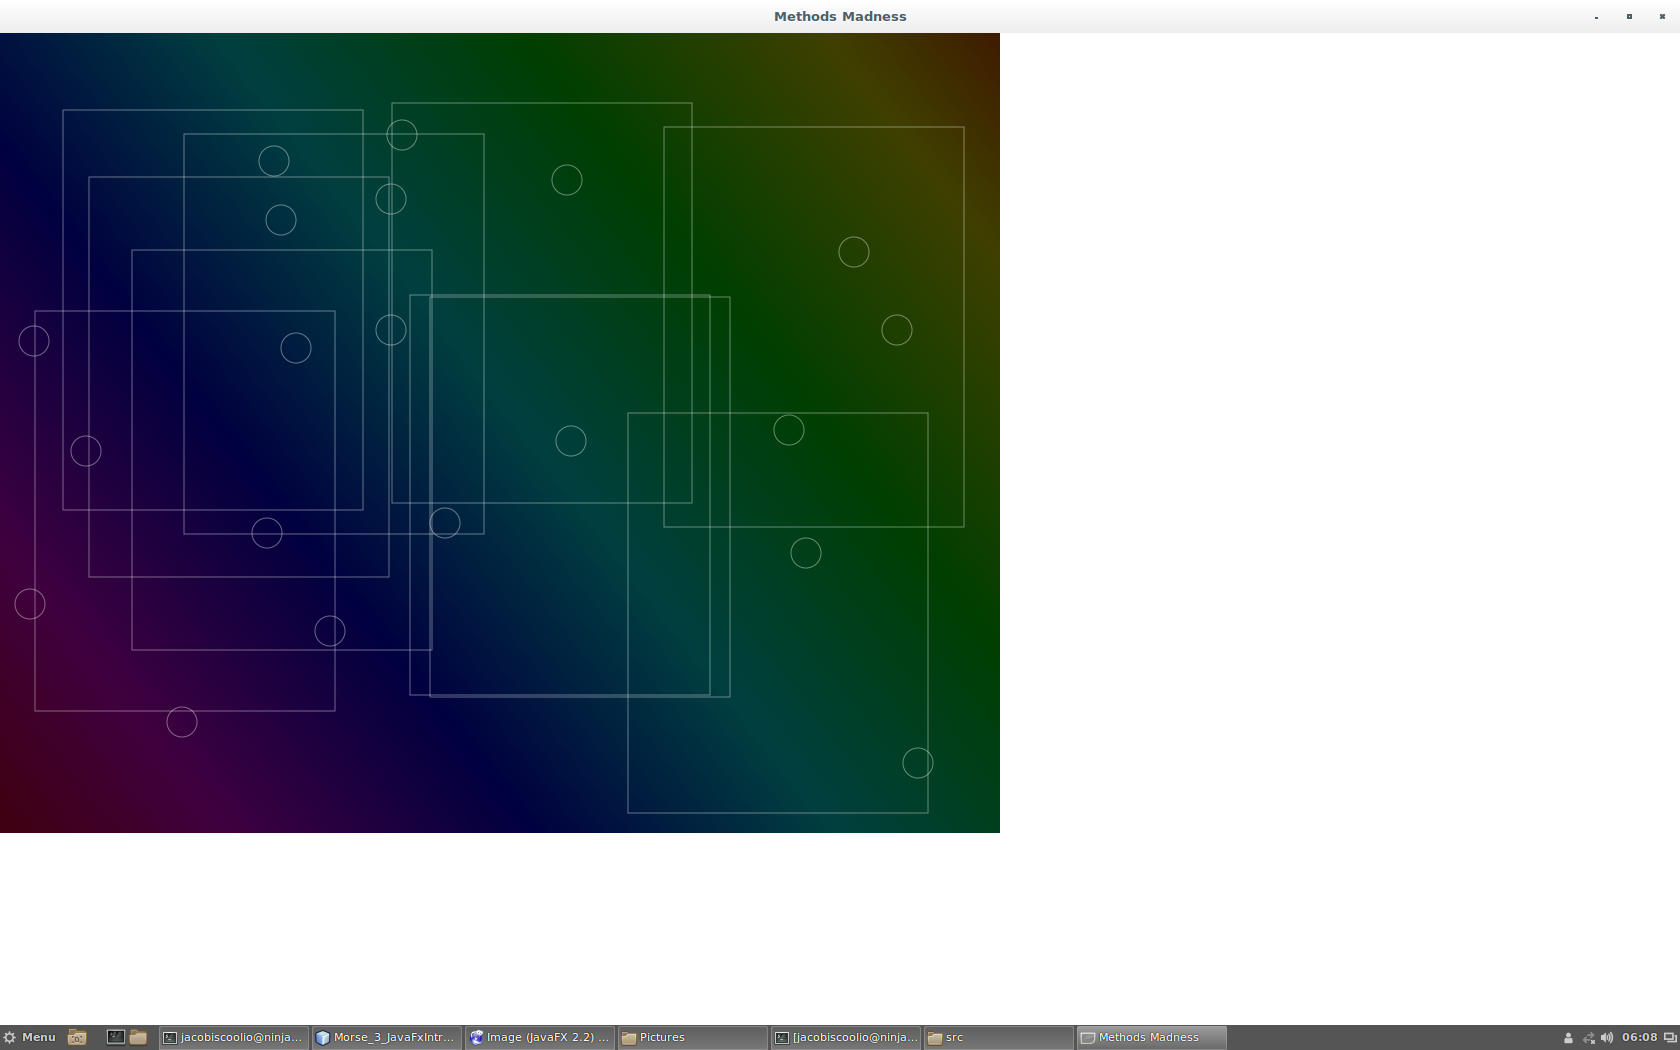 Methods Madness
Menu
jacobiscoolio@ninja...
Morse_3_JavaFxIntr...
Image (JavaFX 2.2) ...
Pictures
[jacobiscoolio@ninja...
src
Methods Madness
06:08